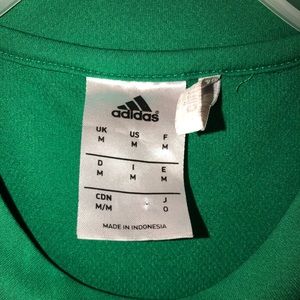 adidas
UK US F
M M M
D I E
M M M
CDN J
M/M O
MADE IN INDONESIA